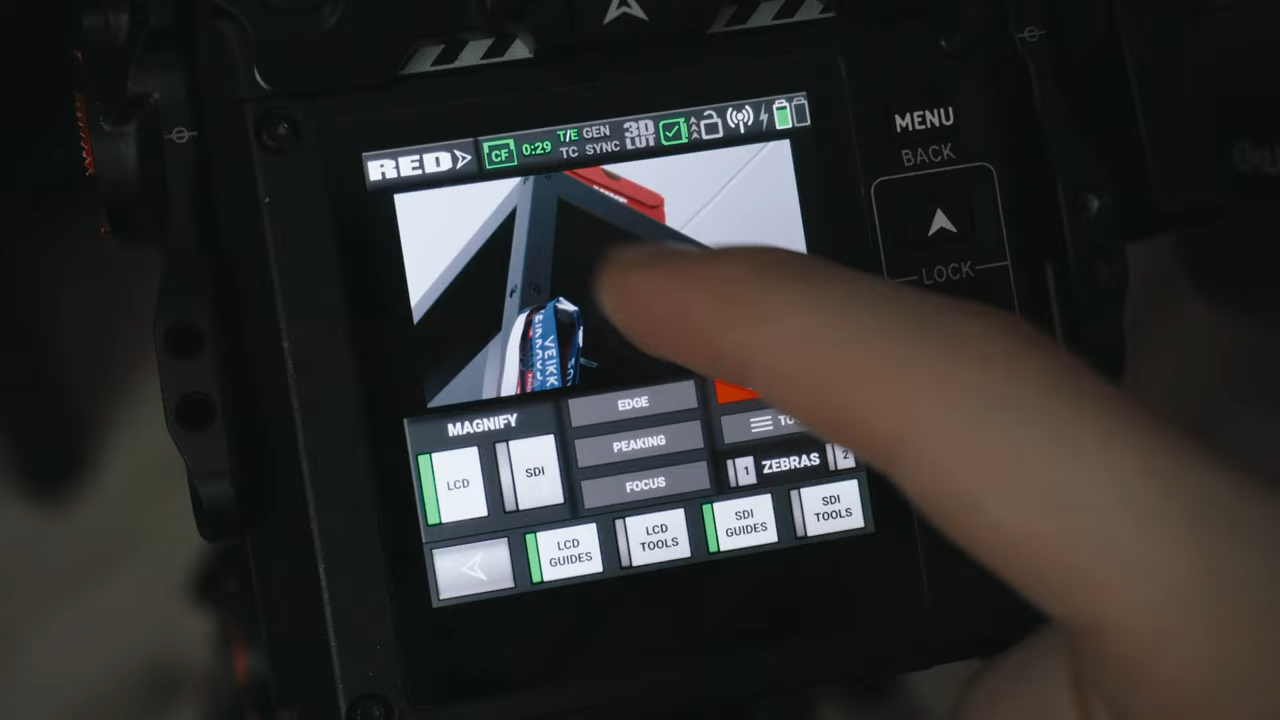 MENU
BACK
LOCK
RED
CF 0:29 T/E GEN
TC SYNC
3D
LUT
VEIKK
MAGNIFY
LCD
SDI
EDGE
PEAKING
FOCUS
1 ZEBRAS 2
LCD
GUIDES
LCD
TOOLS
SDI
GUIDES
SDI
TOOLS